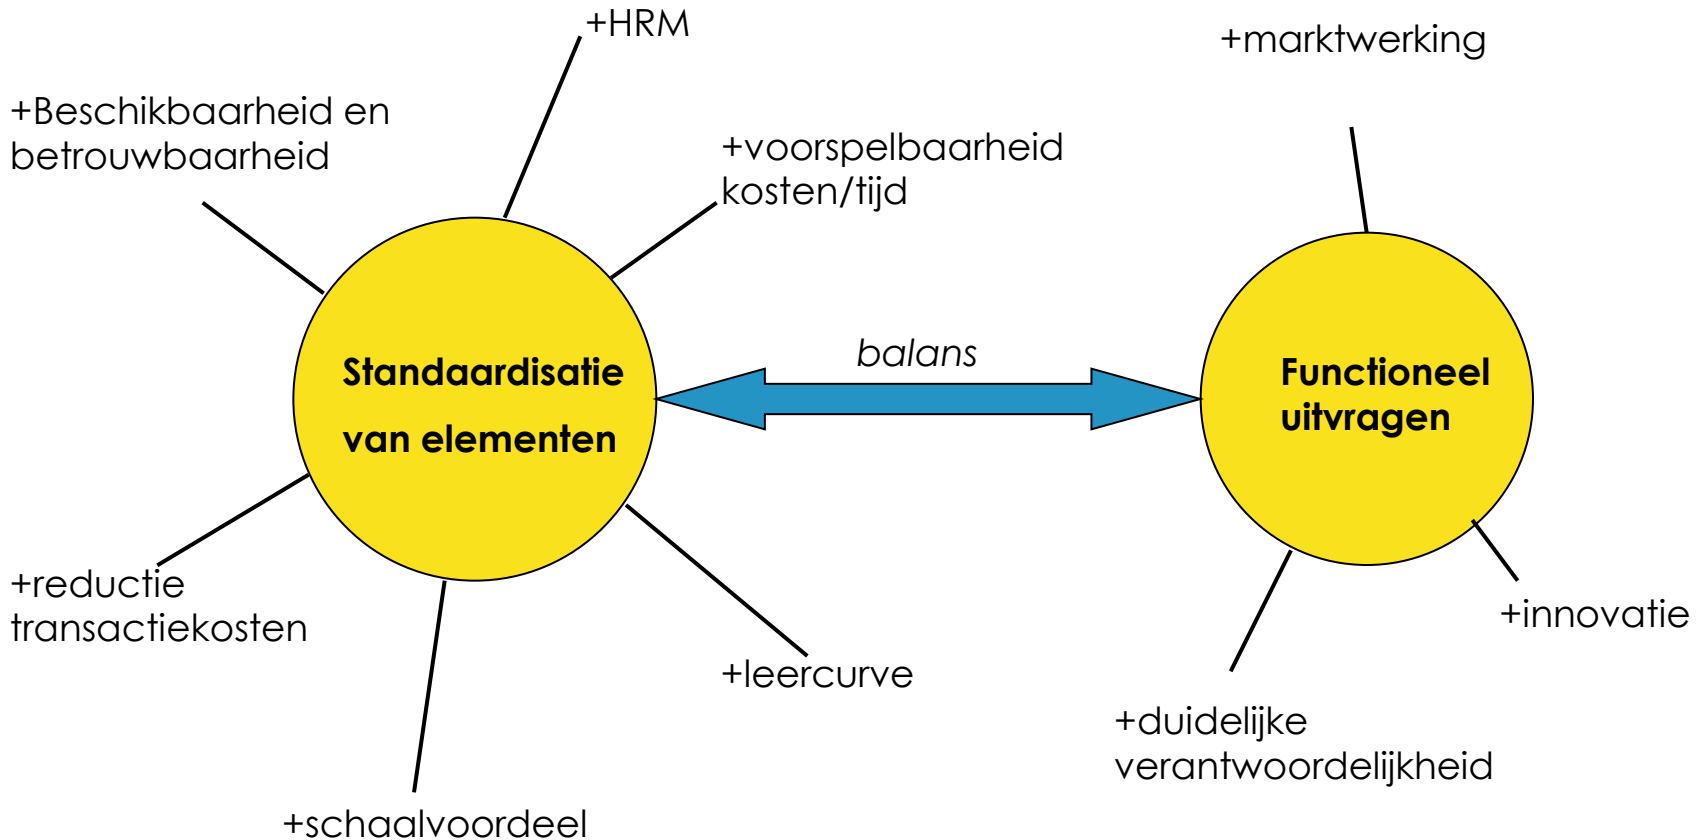 +HRM
+marktwerking
+Beschikbaarheid en
betrouwbaarheid
+voorspelbaarheid
kosten/tijd
balans
Standaardisatie
van elementen
Functioneel
uitvragen
+reductie
transactiekosten
+innovatie
+leercurve
+duidelijke
verantwoordelijkheid
+schaalvoordeel